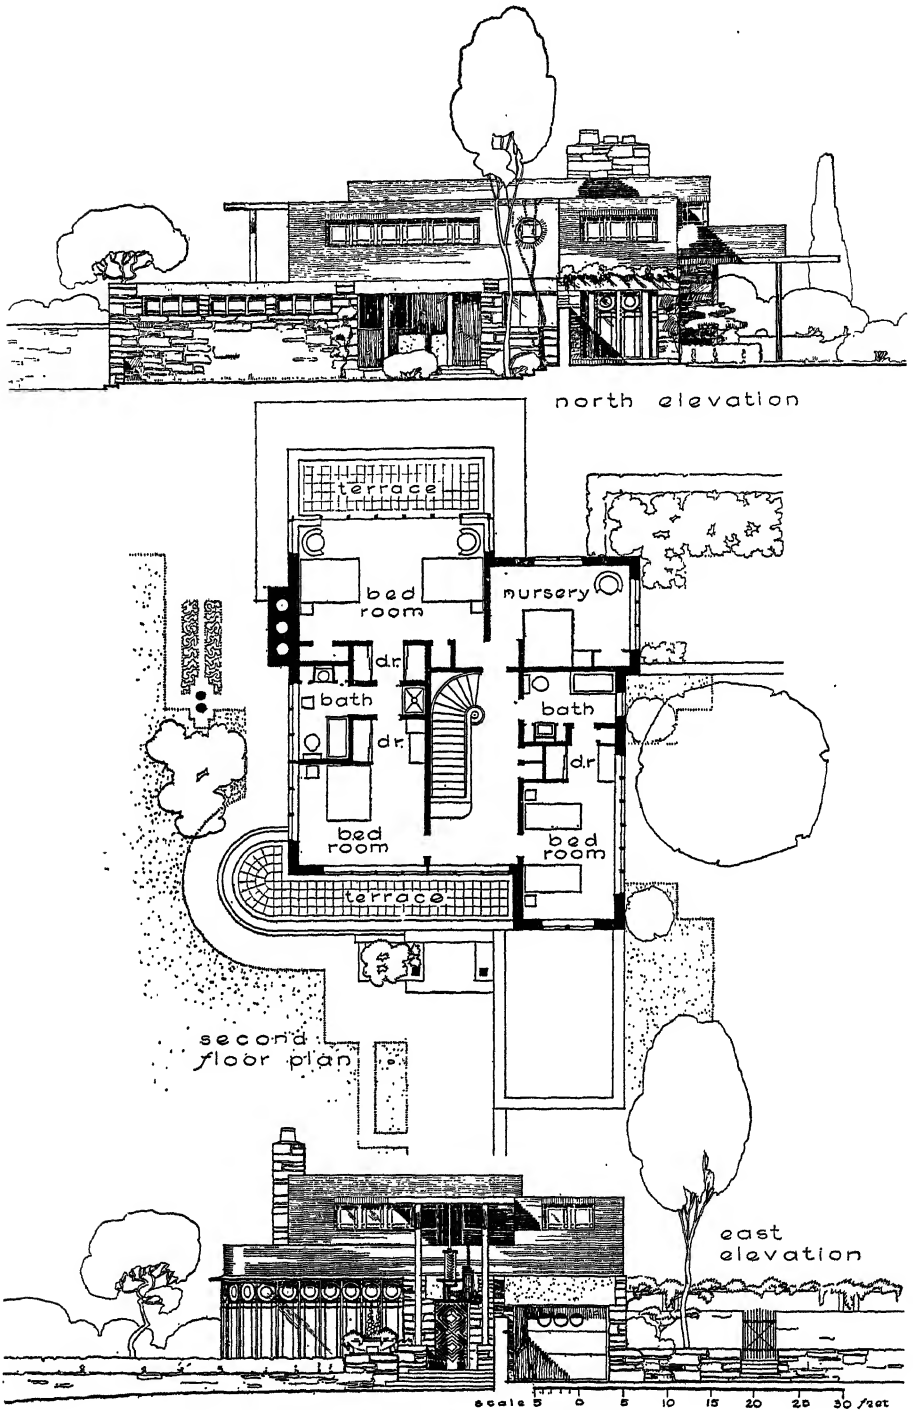 north elevation
terrace
bed
room
nursery
d.r.
bath
bath
d.r.
d.r
bed
room
bed
room
terrace
second
floor plan
east
elevation
scale 5 0 5 10 15 20 25 30 feet